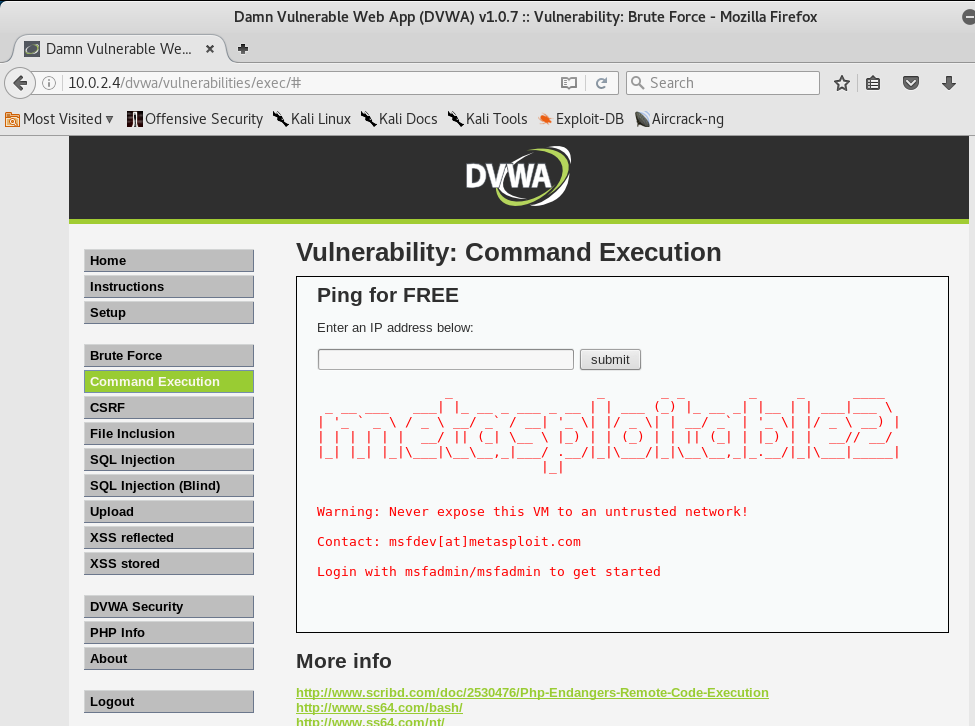 Damn Vulnerable Web App (DVWA) v1.0.7 :: Vulnerability: Brute Force - Mozilla Firefox
Damn Vulnerable We...
10.0.2.4/dvwa/vulnerabilities/exec/#
Search
Most Visited
Offensive Security
Kali Linux
Kali Docs
Kali Tools
Exploit-DB
Aircrack-ng
DVWA
Home
Instructions
Setup
Brute Force
Command Execution
CSRF
File Inclusion
SQL Injection
SQL Injection (Blind)
Upload
XSS reflected
XSS stored
DVWA Security
PHP Info
About
Logout
Vulnerability: Command Execution
Ping for FREE
Enter an IP address below:
submit
metasploitable2
Warning: Never expose this VM to an untrusted network!
Contact: msfdev[at]metasploit.com
Login with msfadmin/msfadmin to get started
More info
http://www.scribd.com/doc/2530476/Php-Endangers-Remote-Code-Execution
http://www.ss64.com/bash/
http://www.ss64.com/nt/